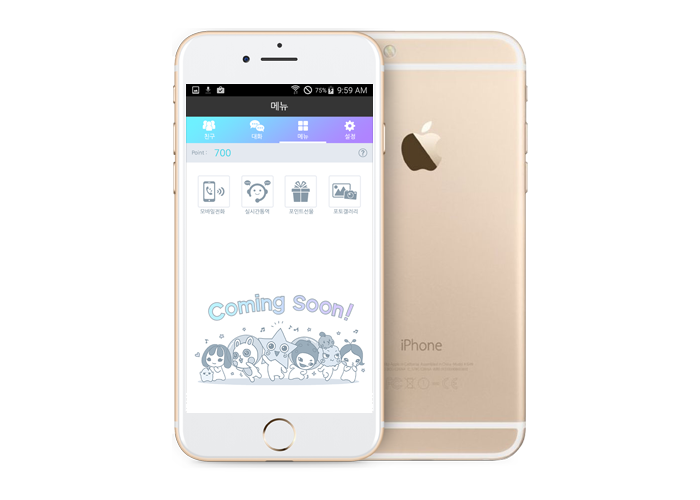 75% 9:59 AM
메뉴
친구 대화 메뉴 설정
Point : 700 ?
모바일전화 실시간통역 포인트선물 포토갤러리
Coming Soon!
iPhone